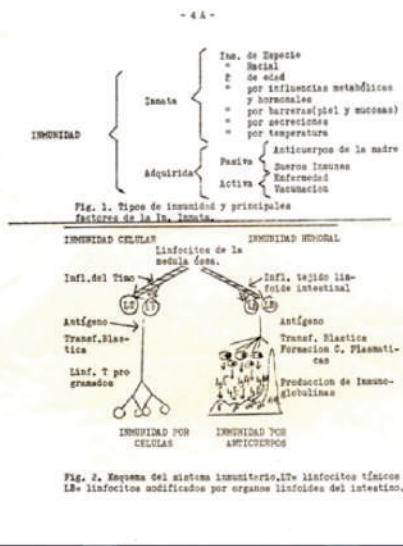 - 4 A -
Inm. de Especie
" Racial
" de edad
Innata
" por influencias metabólicas
y hormonales
" por barreras(piel y mucosas)
" por secreciones
" por temperatura
INMUNIDAD
Anticuerpos de la madre
Pasiva
Sueros Inmunes
Adquirida
Enfermedad
Activa
Vacunacion
Fig. 1. Tipos de inmunidad y principales
factores de la In. Innata.
INMUNIDAD CELULAR
INMUNIDAD HUMORAL
Linfocitos de la
medula ósea.
Infl.del Timo
Infl. tejido lin-
foide intestinal
LT LT
LB LB
Antígeno
Antígeno
Transf.Blas-
tica
Transf. Blastica
Formacion C. Plasmati-
cas
Linf. T pro
gramados
Produccion de Inmuno-
globulinas
INMUNIDAD POR
CELULAS
INMUNIDAD POR
ANTICUERPOS
Fig. 2. Esquema del sistema inmunitario.LT= linfocitos tímicos
LB= linfocitos modificados por organos linfoides del intestino.